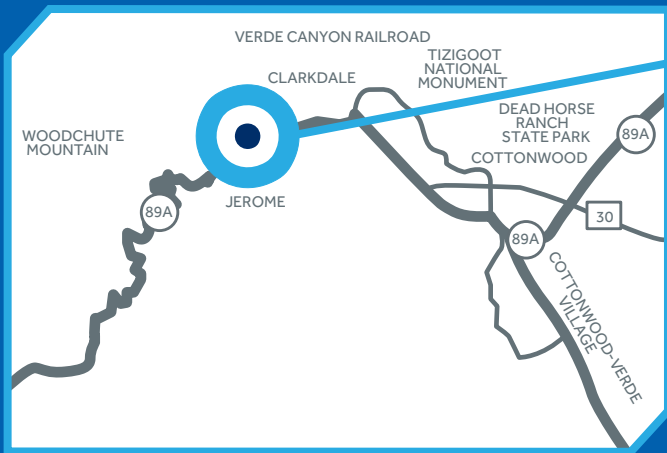 VERDE CANYON RAILROAD
TIZIGOOT
NATIONAL
MONUMENT
CLARKDALE
DEAD HORSE
RANCH
STATE PARK
89A
WOODCHUTE
MOUNTAIN
COTTONWOOD
JEROME
89A
30
89A
COTTONWOOD-VERDE
VILLAGE